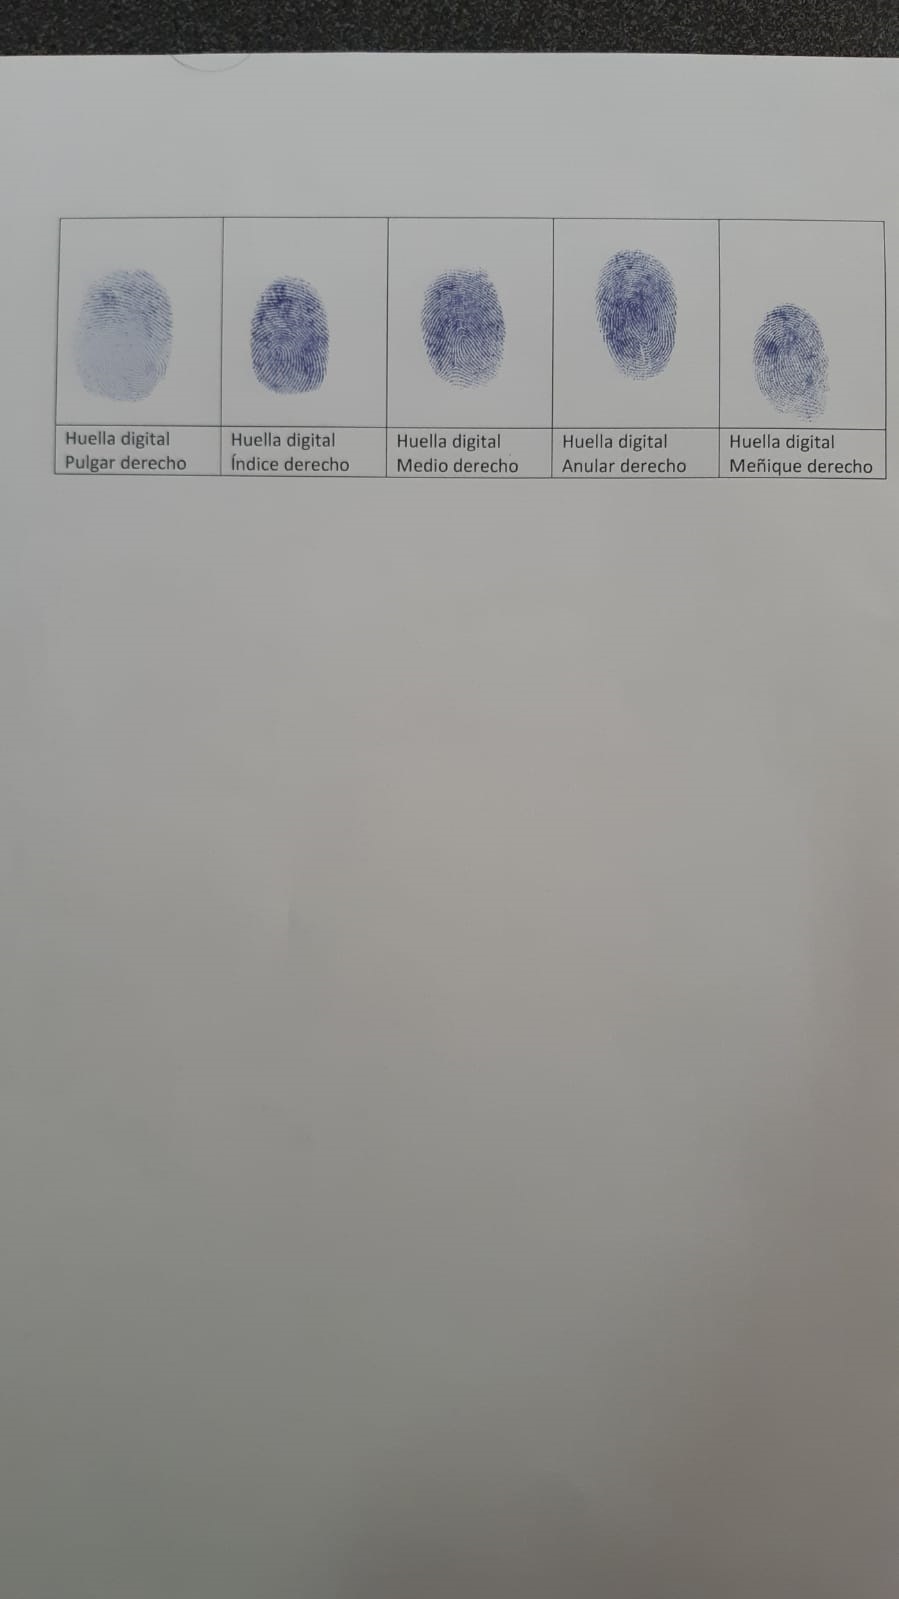 Huella digital
Pulgar derecho
Huella digital
Índice derecho
Huella digital
Medio derecho
Huella digital
Anular derecho
Huella digital
Meñique derecho